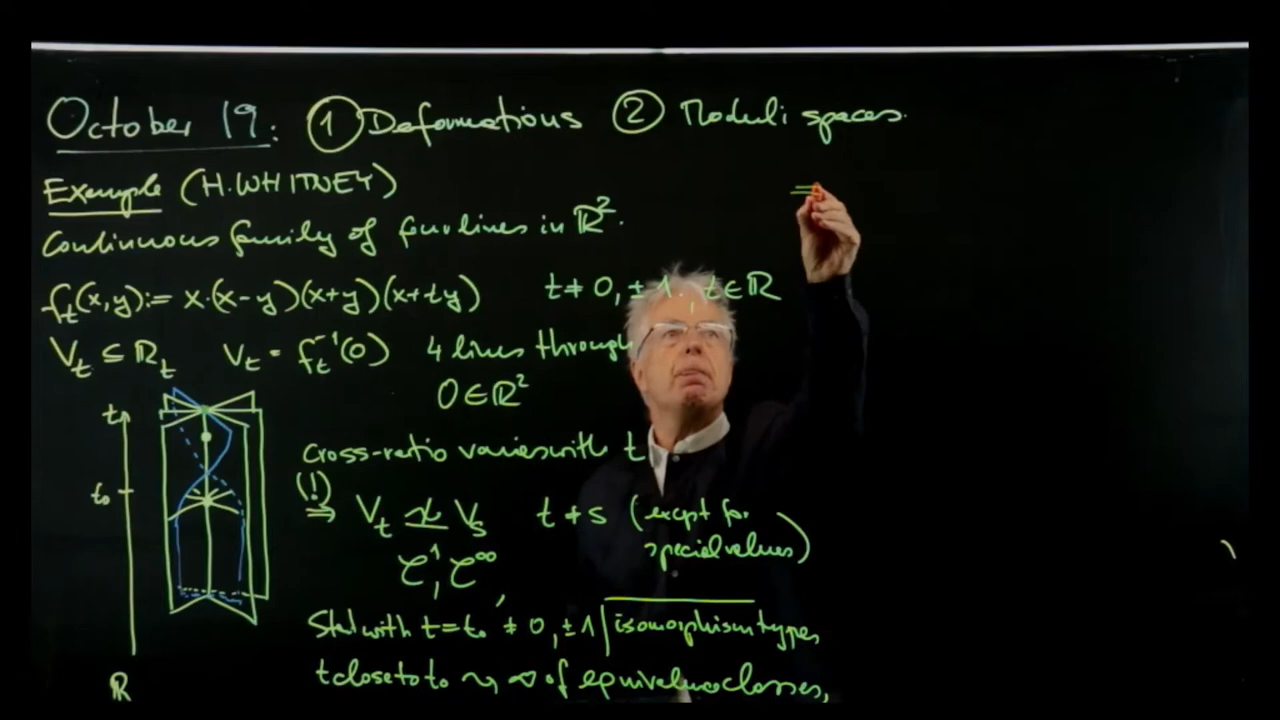 October 19: ① Deformations ② Moduli spaces.
Example (H. WHITNEY)
Continuous family of four lines in ℝ².
f_t(x,y) := x·(x-y)(x+y)(x+ty) t ≠ 0, ±1, t ∈ ℝ
V_t ⊆ ℝ_t V_t = f_t⁻¹(0) 4 lines through
0 ∈ ℝ²
t
cross-ratio varies with t
t₀
(!)
⇒ V_t ≄ V_s t ≠ s (except for
special values)
C¹, C^∞
Start with t = t₀ ≠ 0, ±1 isomorphism types
t close to t₀ ⇝ ∞ of equivalence classes,
ℝ
=